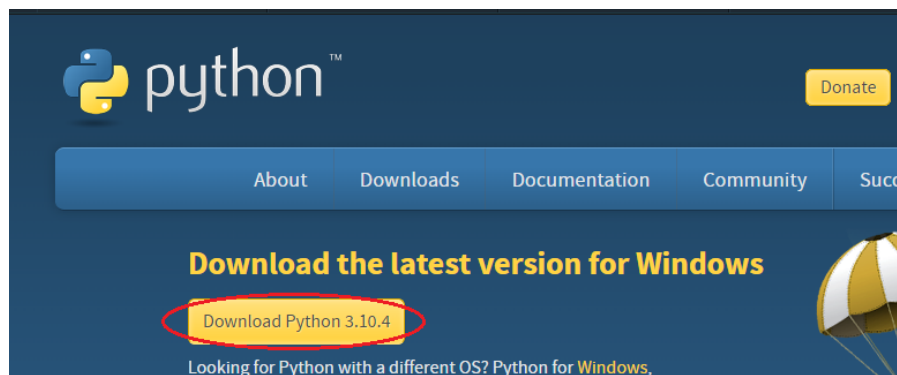 python™
Donate
About Downloads Documentation Community Succ
Download the latest version for Windows
Download Python 3.10.4
Looking for Python with a different OS? Python for Windows,